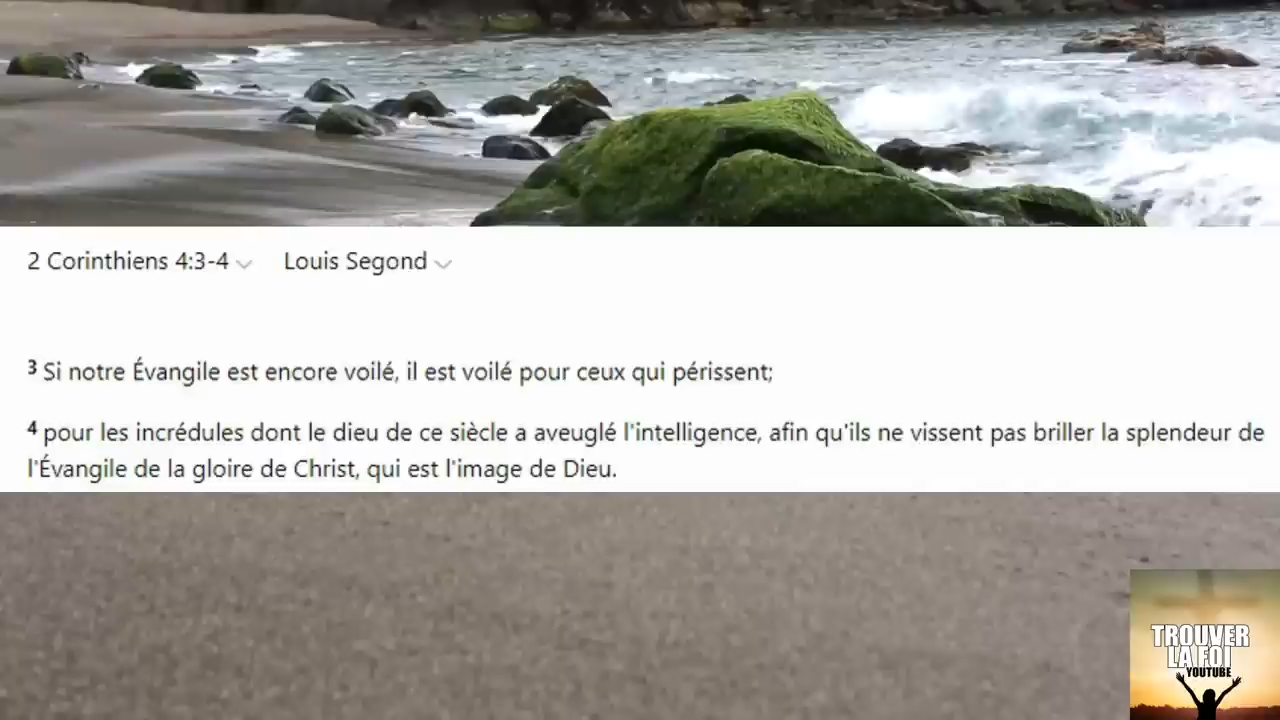 2 Corinthiens 4:3-4 Louis Segond
3 Si notre Évangile est encore voilé, il est voilé pour ceux qui périssent;
4 pour les incrédules dont le dieu de ce siècle a aveuglé l'intelligence, afin qu'ils ne vissent pas briller la splendeur de
l'Évangile de la gloire de Christ, qui est l'image de Dieu.
TROUVER
LA FOI
YOUTUBE